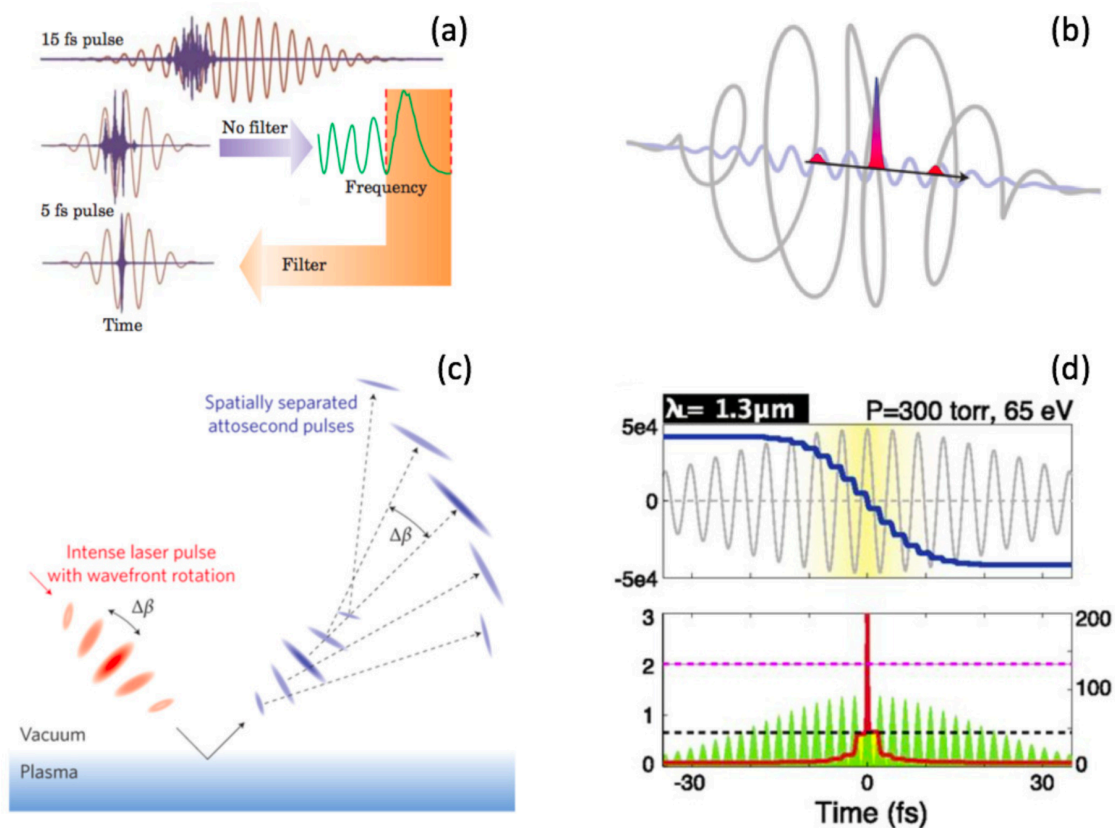 (a)
15 fs pulse
No filter
Frequency
5 fs pulse
Filter
Time
(b)
(c)
Spatially separated
attosecond pulses
Δβ
Intense laser pulse
with wavefront rotation
Δβ
Vacuum
Plasma
(d)
λL= 1.3μm P=300 torr, 65 eV
5e4
0
-5e4
3 200
2
100
1
0 0
-30 0 30
Time (fs)